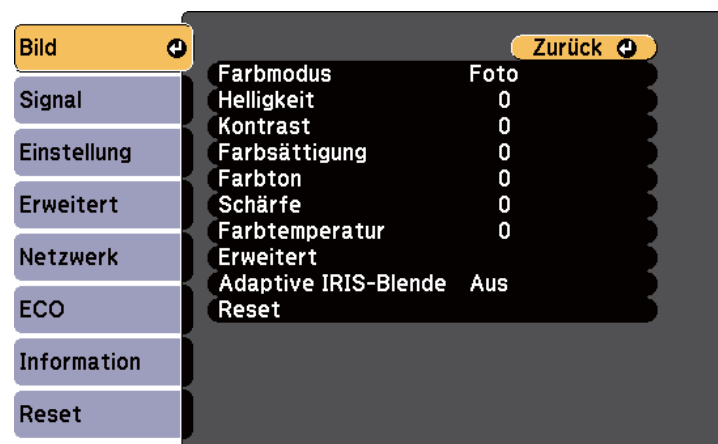 Bild
Signal
Einstellung
Erweitert
Netzwerk
ECO
Information
Reset
Zurück
Farbmodus Foto
Helligkeit 0
Kontrast 0
Farbsättigung 0
Farbton 0
Schärfe 0
Farbtemperatur 0
Erweitert
Adaptive IRIS-Blende Aus
Reset